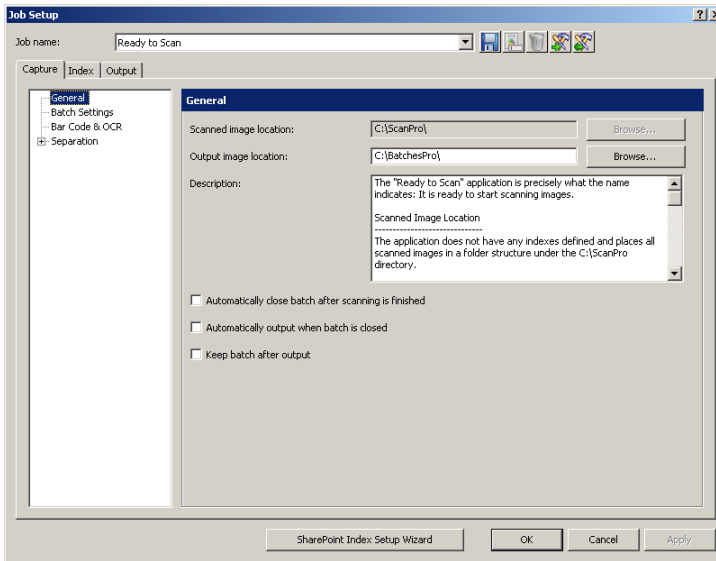 Job Setup
Job name:
Ready to Scan
Capture
Index
Output
General
Batch Settings
Bar Code & OCR
Separation
General
Scanned image location:
C:\ScanPro\
Browse...
Output image location:
C:\BatchesPro\
Browse...
Description:
The "Ready to Scan" application is precisely what the name
indicates: It is ready to start scanning images.
Scanned Image Location
------------------------------
The application does not have any indexes defined and places all
scanned images in a folder structure under the C:\ScanPro
directory.
Automatically close batch after scanning is finished
Automatically output when batch is closed
Keep batch after output
SharePoint Index Setup Wizard
OK
Cancel
Apply